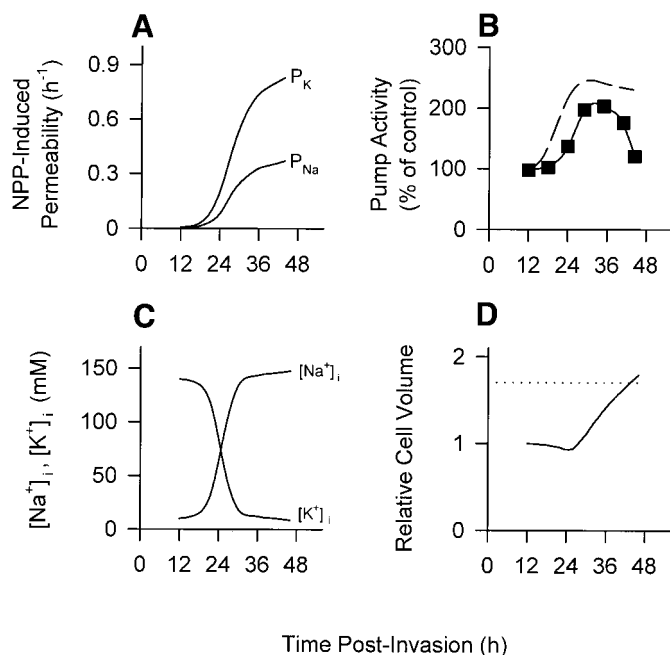 A
NPP-Induced
Permeability (h⁻¹)
0.9
0.6
0.3
0
P_K
P_Na
0 12 24 36 48
B
Pump Activity
(% of control)
300
200
100
0
0 12 24 36 48
C
[Na⁺]ᵢ, [K⁺]ᵢ (mM)
150
100
50
0
[Na⁺]ᵢ
[K⁺]ᵢ
0 12 24 36 48
D
Relative Cell Volume
2
1
0
0 12 24 36 48
Time Post-Invasion (h)